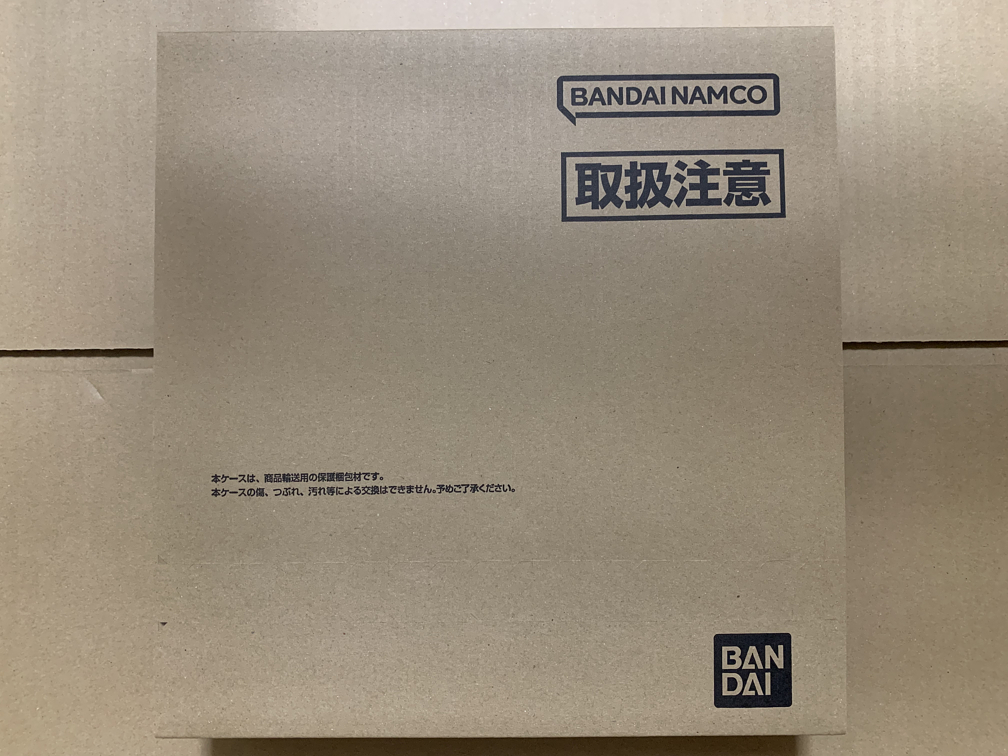 BANDAI NAMCO
取扱注意
本ケースは、商品輸送用の保護梱包材です。
本ケースの傷、つぶれ、汚れ等による交換はできません。予めご了承ください。
BAN
DAI